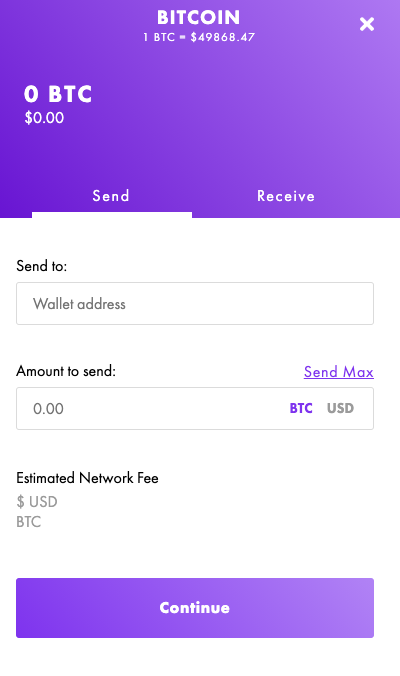 BITCOIN
1 BTC = $49868.47
0 BTC
$0.00
Send Receive
Send to:
Wallet address
Amount to send: Send Max
0.00 BTC USD
Estimated Network Fee
$ USD
BTC
Continue